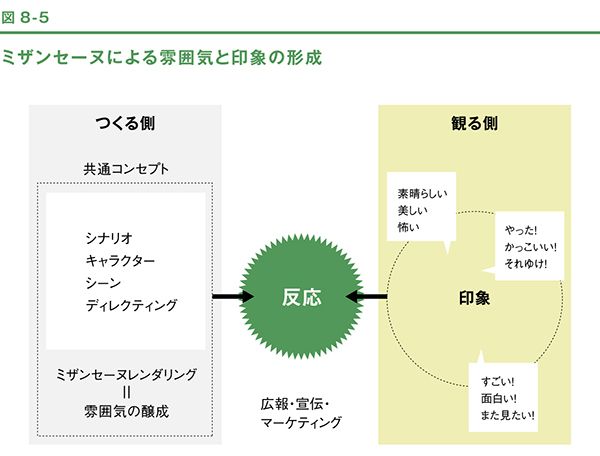 図 8-5
ミザンセーヌによる雰囲気と印象の形成
つくる側
共通コンセプト
シナリオ
キャラクター
シーン
ディレクティング
ミザンセーヌレンダリング
||
雰囲気の醸成
反応
広報・宣伝・
マーケティング
観る側
素晴らしい
美しい
怖い
やった!
かっこいい!
それゆけ!
印象
すごい!
面白い!
また見たい!